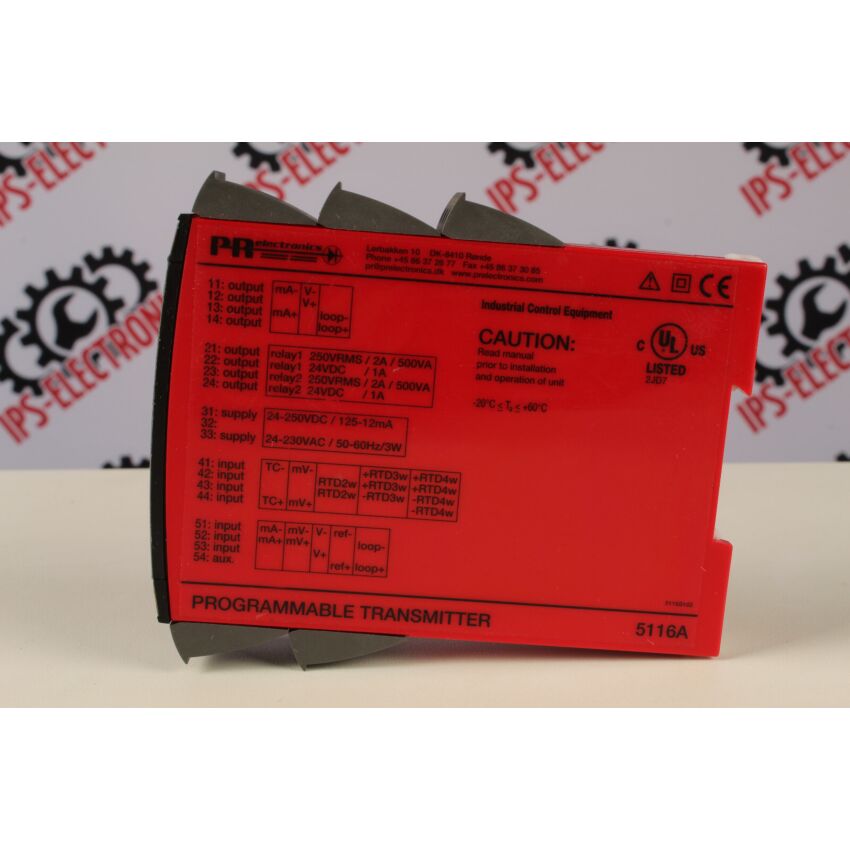 IPS-ELECTRONICS
PR electronics
Lerbakken 10 DK-8410 Rønde
Phone +45 86 37 26 77 Fax +45 86 37 30 85
pr@prelectronics.dk www.prelectronics.com
CE
11: output mA- V-
12: output V+
13: output mA+ loop-
14: output loop+
Industrial Control Equipment
CAUTION:
Read manual
prior to installation
and operation of unit
C UL US
LISTED
2JD7
21: output relay1 250VRMS / 2A / 500VA
22: output relay1 24VDC / 1A
23: output relay2 250VRMS / 2A / 500VA
24: output relay2 24VDC / 1A
-20°C ≤ Ta ≤ +60°C
31: supply 24-250VDC / 125-12mA
32:
33: supply 24-230VAC / 50-60Hz/3W
41: input TC- mV- +RTD3w +RTD4w
42: input RTD2w +RTD3w +RTD4w
43: input RTD2w -RTD3w -RTD4w
44: input TC+ mV+ -RTD4w
51: input mA- mV- V- ref-
52: input mA+ mV+ loop-
53: input V+
54: aux. ref+ loop+
PROGRAMMABLE TRANSMITTER
5116A